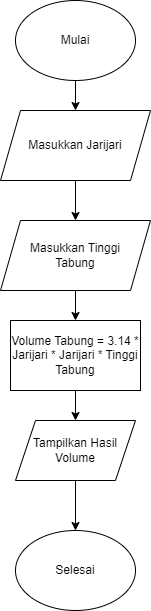 Mulai
Masukkan Jarijari
Masukkan Tinggi
Tabung
Volume Tabung = 3.14 *
Jarijari * Jarijari * Tinggi
Tabung
Tampilkan Hasil
Volume
Selesai